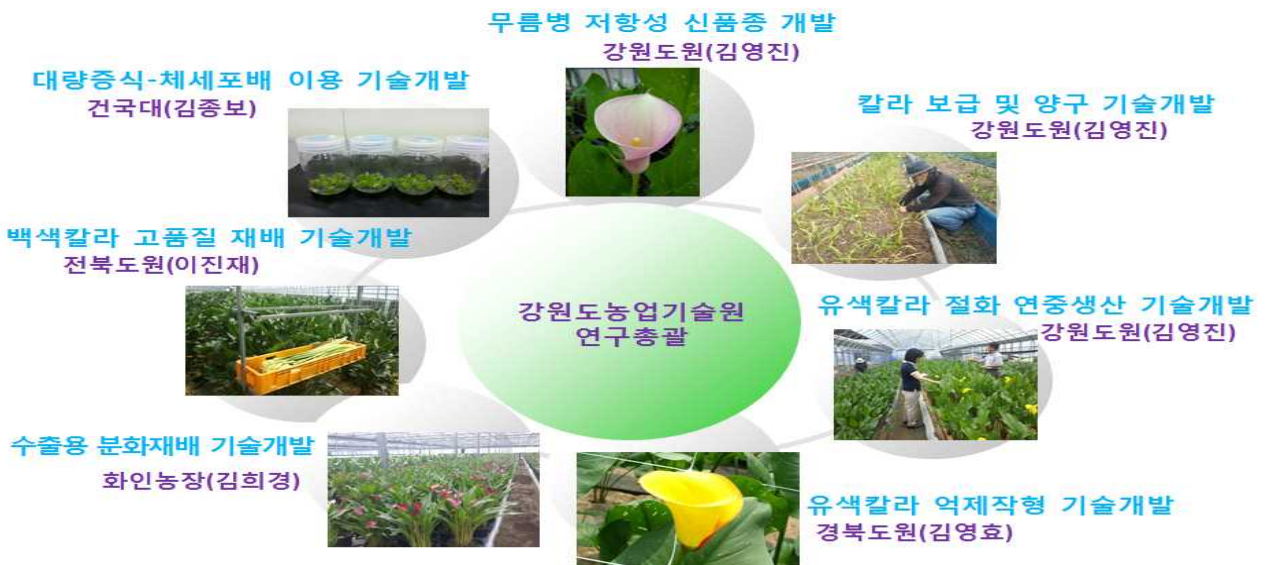 무름병 저항성 신품종 개발
강원도원(김영진)
대량증식-체세포배 이용 기술개발
건국대(김종보)
칼라 보급 및 양구 기술개발
강원도원(김영진)
백색칼라 고품질 재배 기술개발
전북도원(이진재)
강원도농업기술원
연구총괄
유색칼라 절화 연중생산 기술개발
강원도원(김영진)
수출용 분화재배 기술개발
화인농장(김희경)
유색칼라 억제작형 기술개발
경북도원(김영효)